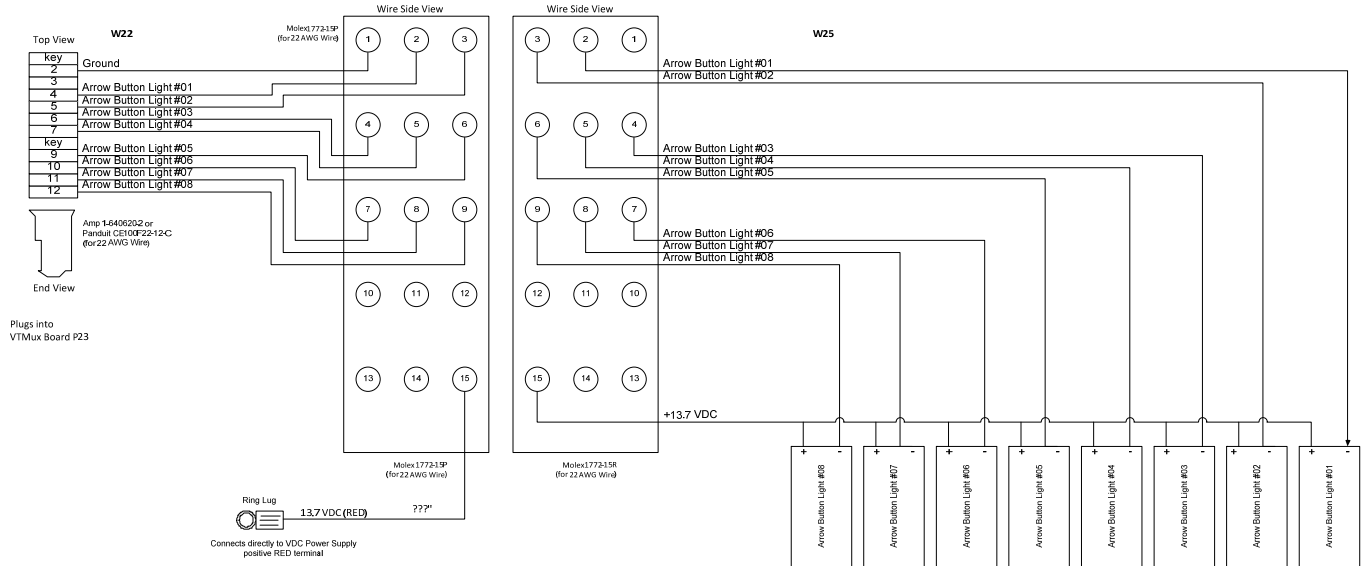 Wire Side View
Wire Side View
W22
Molex1772-15P
(for 22 AWG Wire)
W25
Top View
key
2
3
4
5
6
7
key
9
10
11
12
Ground
Arrow Button Light #01
Arrow Button Light #02
Arrow Button Light #03
Arrow Button Light #04
Arrow Button Light #05
Arrow Button Light #06
Arrow Button Light #07
Arrow Button Light #08
1 2 3
4 5 6
7 8 9
10 11 12
13 14 15
3 2 1
6 5 4
9 8 7
12 11 10
15 14 13
Arrow Button Light #01
Arrow Button Light #02
Arrow Button Light #03
Arrow Button Light #04
Arrow Button Light #05
Arrow Button Light #06
Arrow Button Light #07
Arrow Button Light #08
+13.7 VDC
Amp 1-640620-2 or
Panduit CE100F22-12-C
(for 22 AWG Wire)
End View
Plugs into
VTMux Board P23
Molex1772-15P
(for 22 AWG Wire)
Molex1772-15R
(for 22 AWG Wire)
Ring Lug
13.7 VDC (RED)
???"
Connects directly to VDC Power Supply
positive RED terminal
+ - + - + - + - + - + - + - + -
Arrow Button Light #08
Arrow Button Light #07
Arrow Button Light #06
Arrow Button Light #05
Arrow Button Light #04
Arrow Button Light #03
Arrow Button Light #02
Arrow Button Light #01